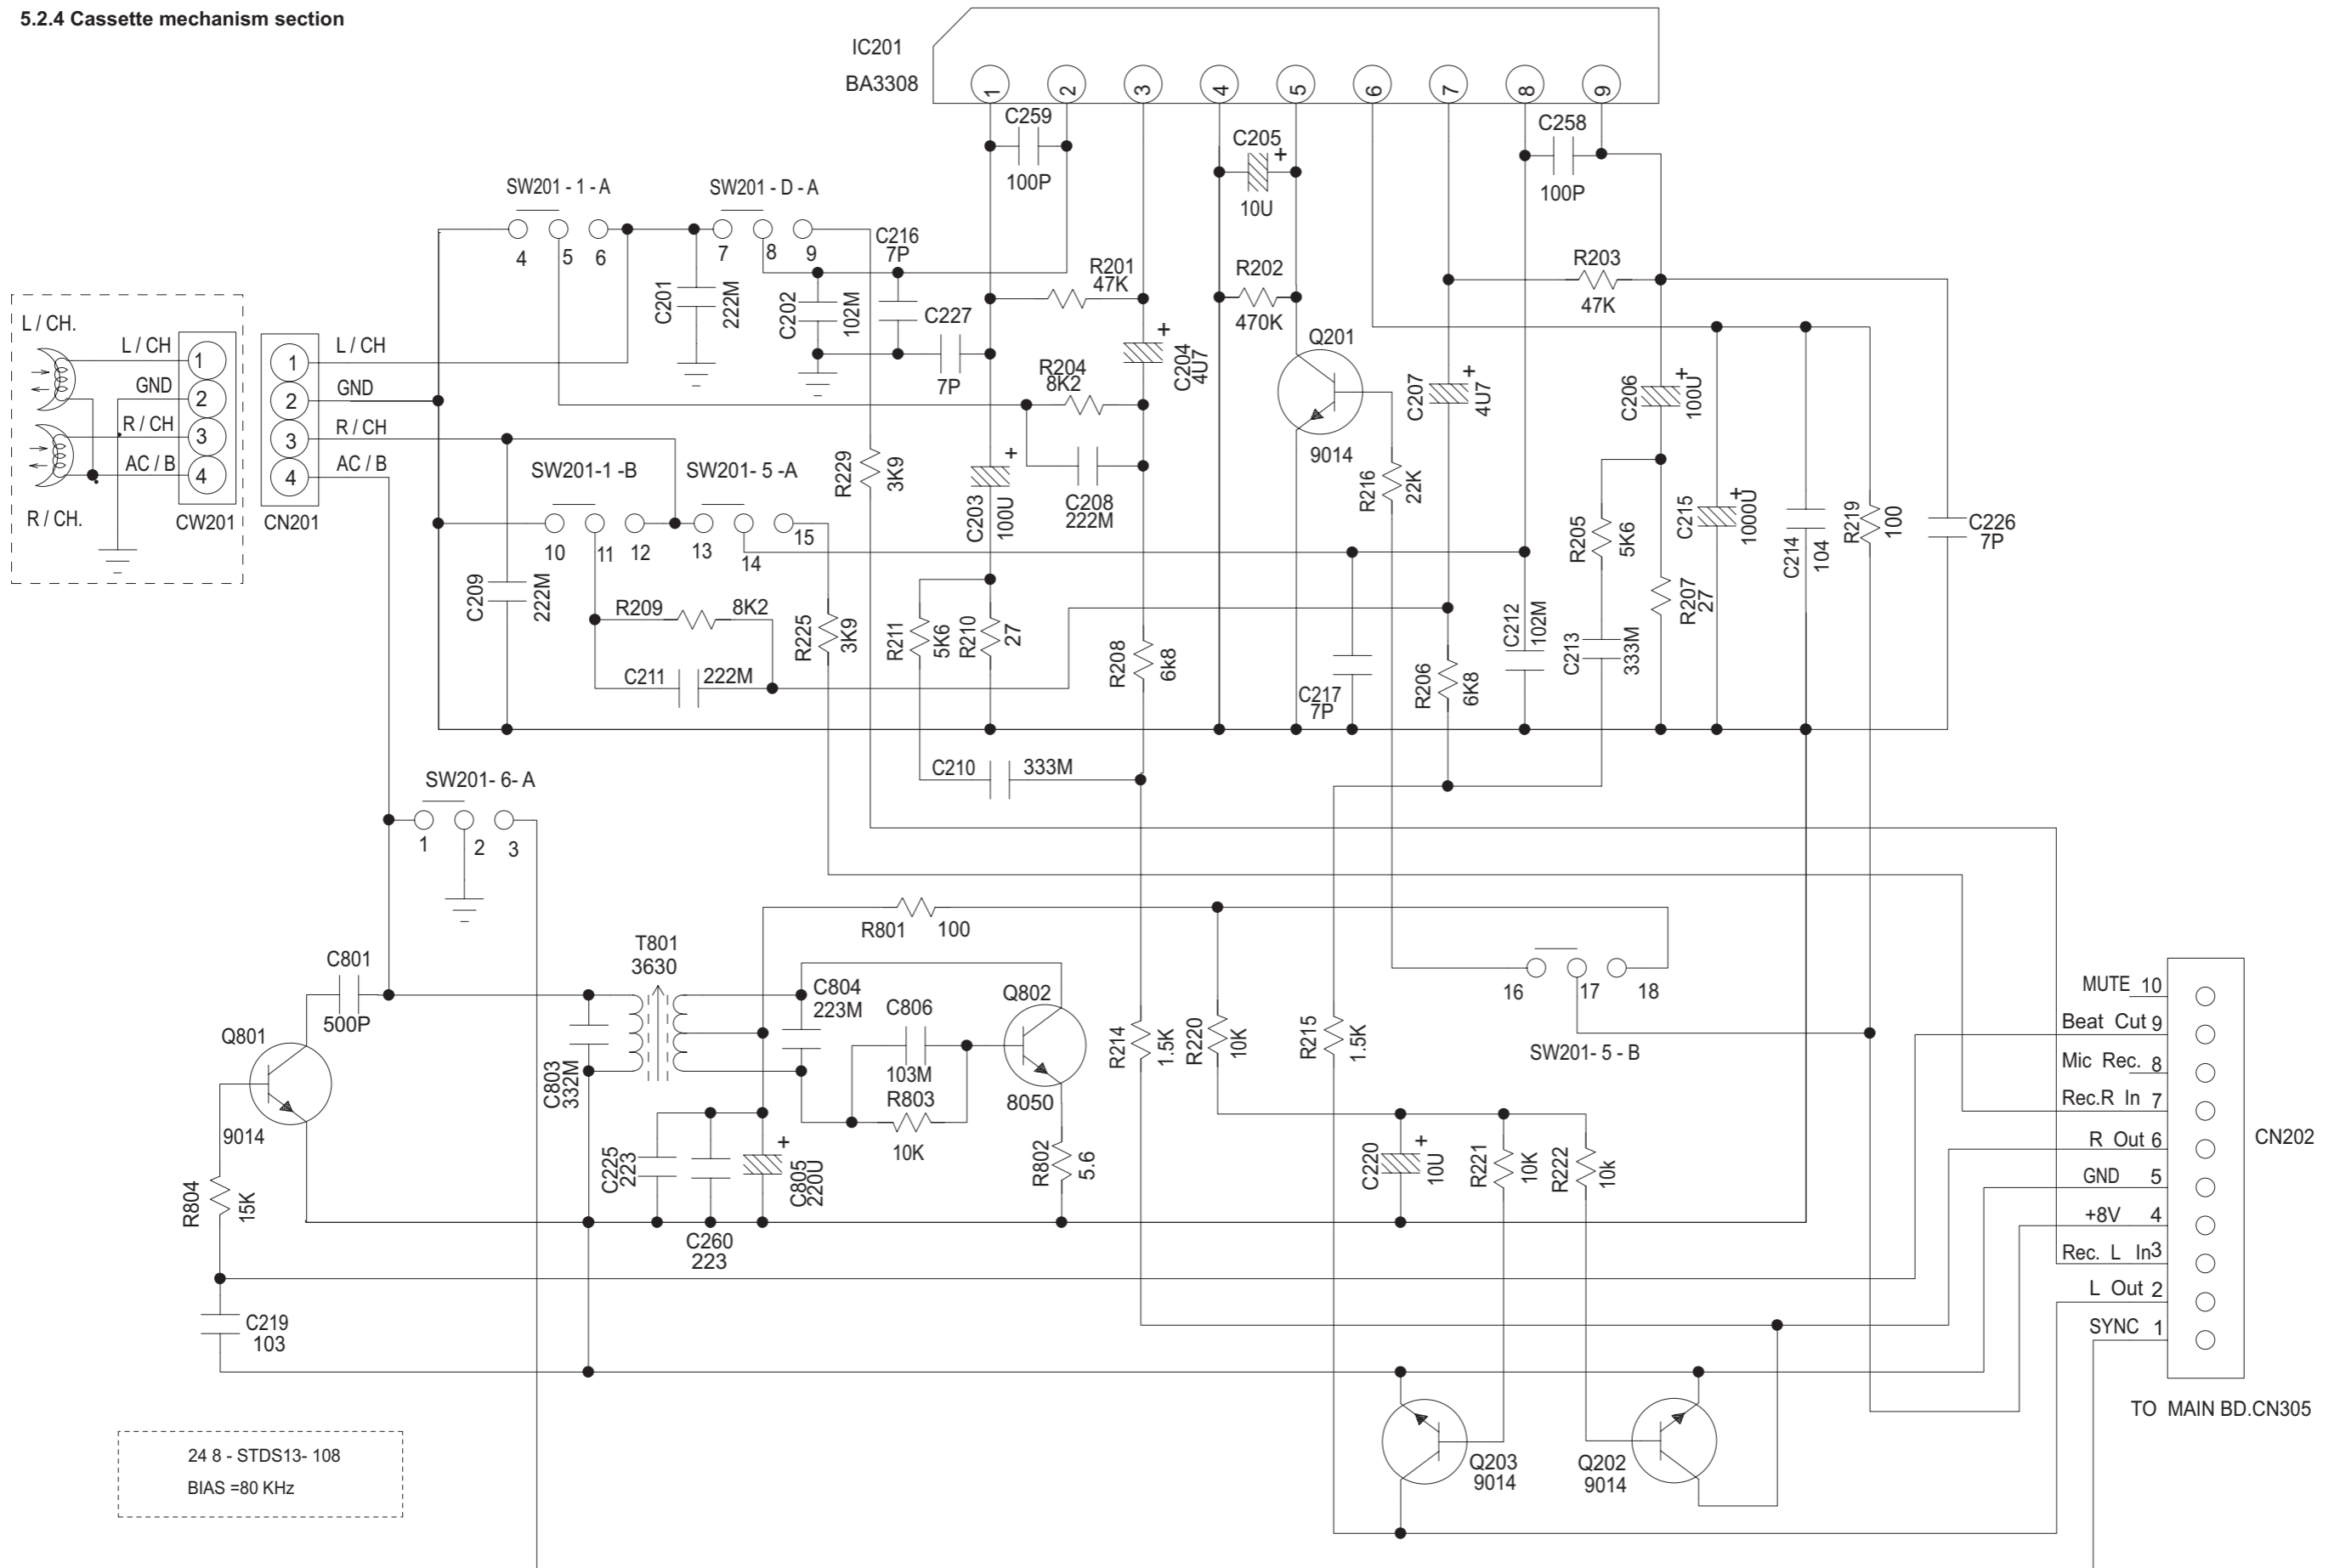 5.2.4 Cassette mechanism section
IC201
BA3308
1 2 3 4 5 6 7 8 9
C259
100P
C205
+
10U
C258
100P
SW201 - 1 - A
4 5 6
SW201 - D - A
7 8 9
C216
7P
C201
222M
C202
102M
C227
7P
R201
47K
R202
470K
R203
47K
Q201
9014
+
C204
4U7
R204
8K2
C208
222M
C207
+
4U7
C206
+
100U
L / CH.
R / CH.
L / CH
GND
R / CH
AC / B
1
2
3
4
CW201
1
2
3
4
CN201
L / CH
GND
R / CH
AC / B
SW201-1 -B
10 11 12
SW201- 5 -A
13 14 15
R229
3K9
C203
+
100U
R216
22K
R205
5K6
C215
+
1000U
C214
104
R219
100
C226
7P
C209
222M
R209
8K2
C211
222M
R225
3K9
R211
5K6
R210
27
R208
6k8
C217
7P
R206
6K8
C212
102M
C213
333M
R207
27
C210
333M
SW201- 6- A
1 2 3
R801
100
T801
3630
C801
500P
Q801
9014
C803
332M
C804
223M
C806
103M
R803
10K
Q802
8050
R802
5.6
R214
1.5K
R220
10K
R215
1.5K
16 17 18
SW201- 5 - B
R804
15K
C225
223
C260
223
+
C805
220U
C220
+
10U
R221
10K
R222
10k
C219
103
MUTE 10
Beat Cut 9
Mic Rec. 8
Rec.R In 7
R Out 6
GND 5
+8V 4
Rec. L In3
L Out 2
SYNC 1
CN202
TO MAIN BD.CN305
Q203
9014
Q202
9014
24 8 - STDS13- 108
BIAS =80 KHz